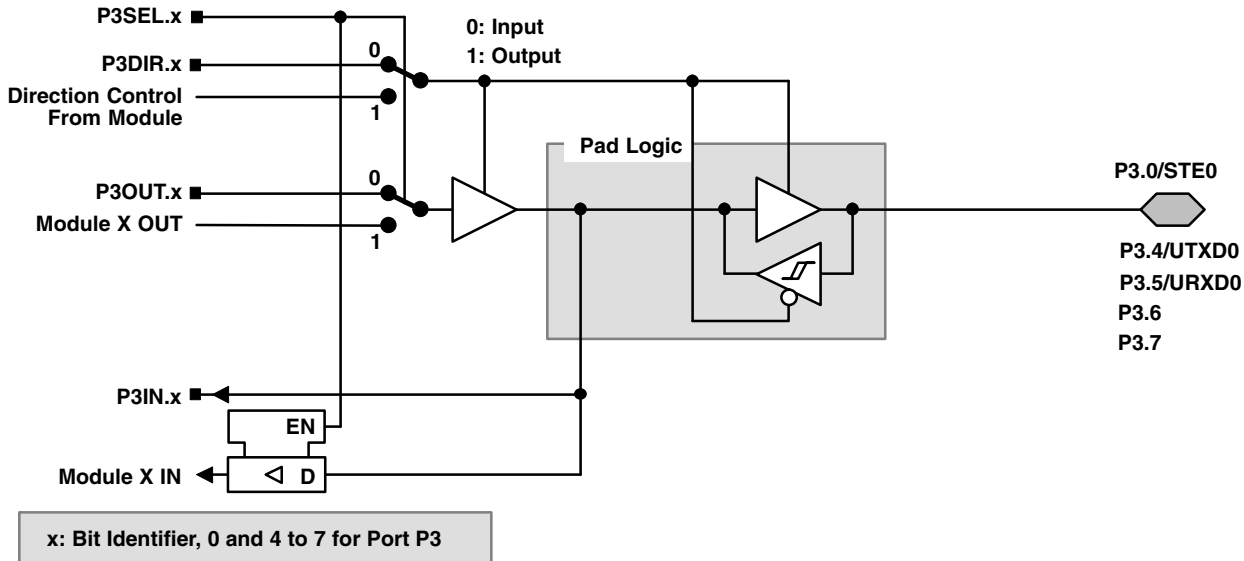 P3SEL.x
0: Input
1: Output
0
P3DIR.x
Direction Control
From Module
1
Pad Logic
P3.0/STE0
0
P3OUT.x
Module X OUT
1
P3.4/UTXD0
P3.5/URXD0
P3.6
P3.7
P3IN.x
EN
Module X IN
D
x: Bit Identifier, 0 and 4 to 7 for Port P3